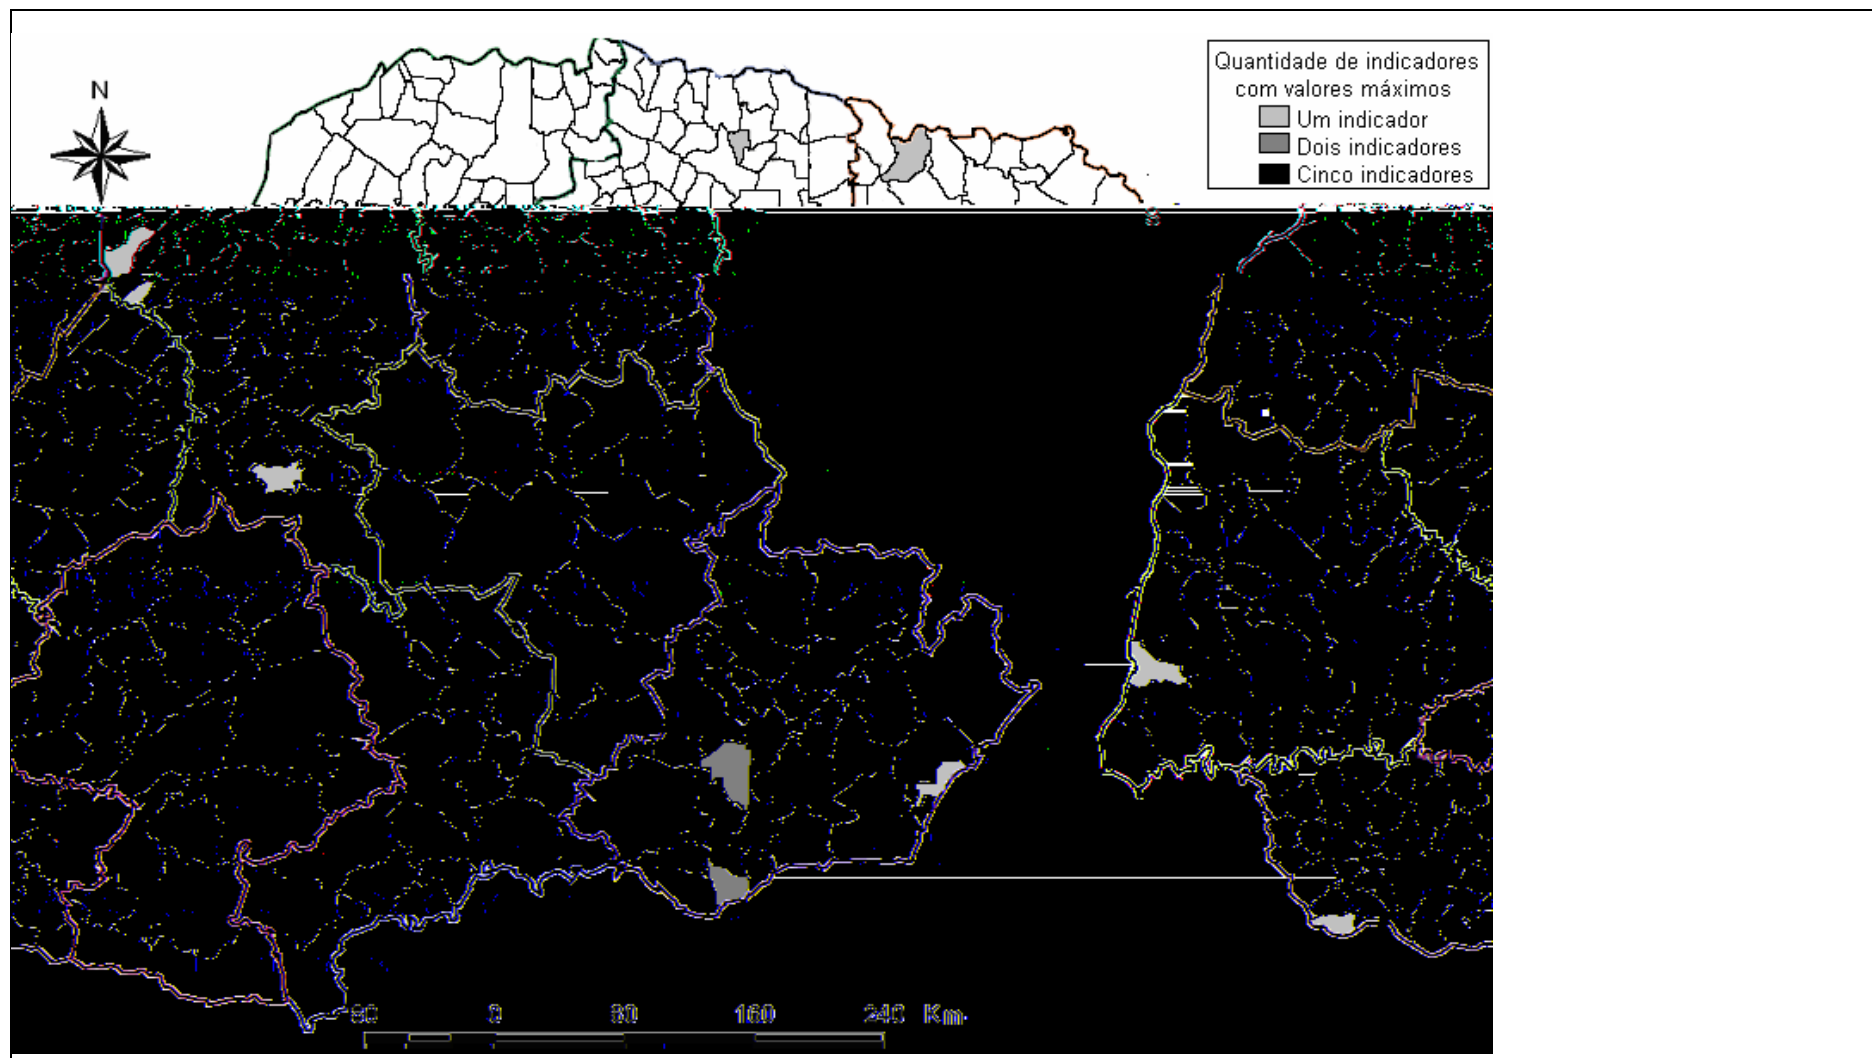 N
Quantidade de indicadores
com valores máximos
Um indicador
Dois indicadores
Cinco indicadores
80 0 80 160 240 Km